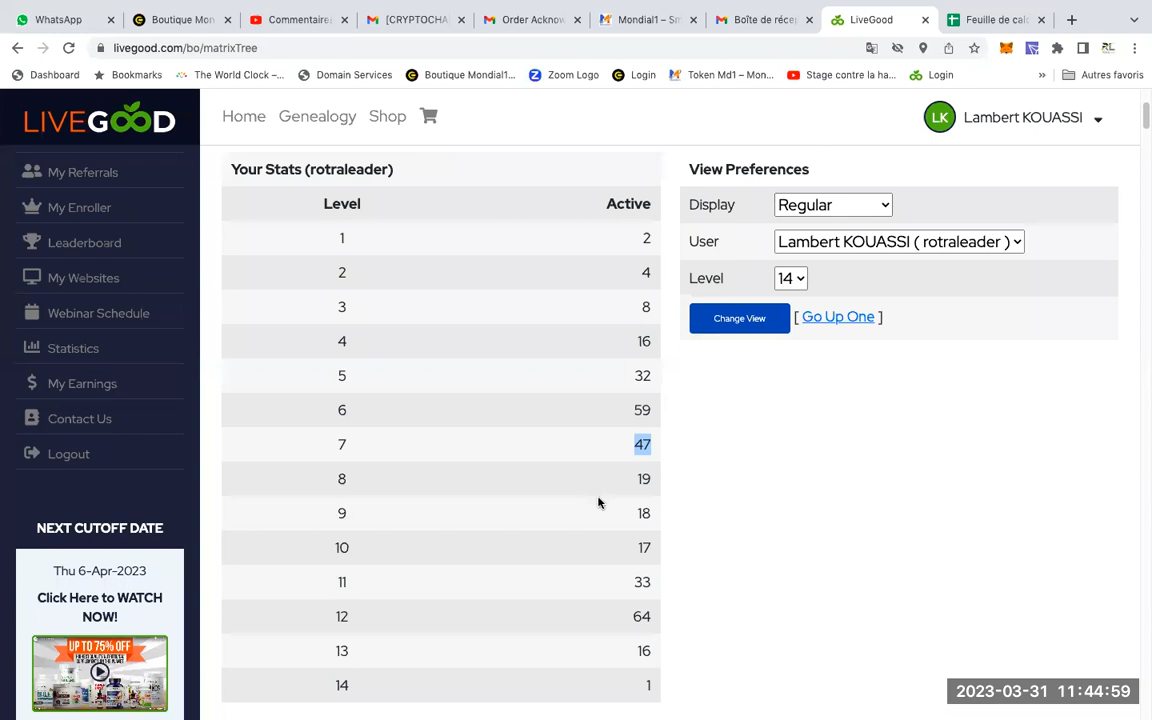 WhatsApp
Boutique Mon
Commentaire
[CRYPTOCHA
Order Acknow
Mondial1 – Sm
Boîte de réce
LiveGood
Feuille de calc
livegood.com/bo/matrixTree
Dashboard
Bookmarks
The World Clock –...
Domain Services
Boutique Mondial1...
Zoom Logo
Login
Token Md1 – Mon...
Stage contre la ha...
Login
»
Autres favoris
LIVEGOOD
Home
Genealogy
Shop
LK
Lambert KOUASSI
My Referrals
My Enroller
Leaderboard
My Websites
Webinar Schedule
Statistics
My Earnings
Contact Us
Logout
NEXT CUTOFF DATE
Thu 6-Apr-2023
Click Here to WATCH
NOW!
UP TO 75% OFF
Your Stats (rotraleader)
Level Active
1 2
2 4
3 8
4 16
5 32
6 59
7 47
8 19
9 18
10 17
11 33
12 64
13 16
14 1
View Preferences
Display Regular
User Lambert KOUASSI ( rotraleader )
Level 14
Change View [ Go Up One ]
2023-03-31 11:44:59